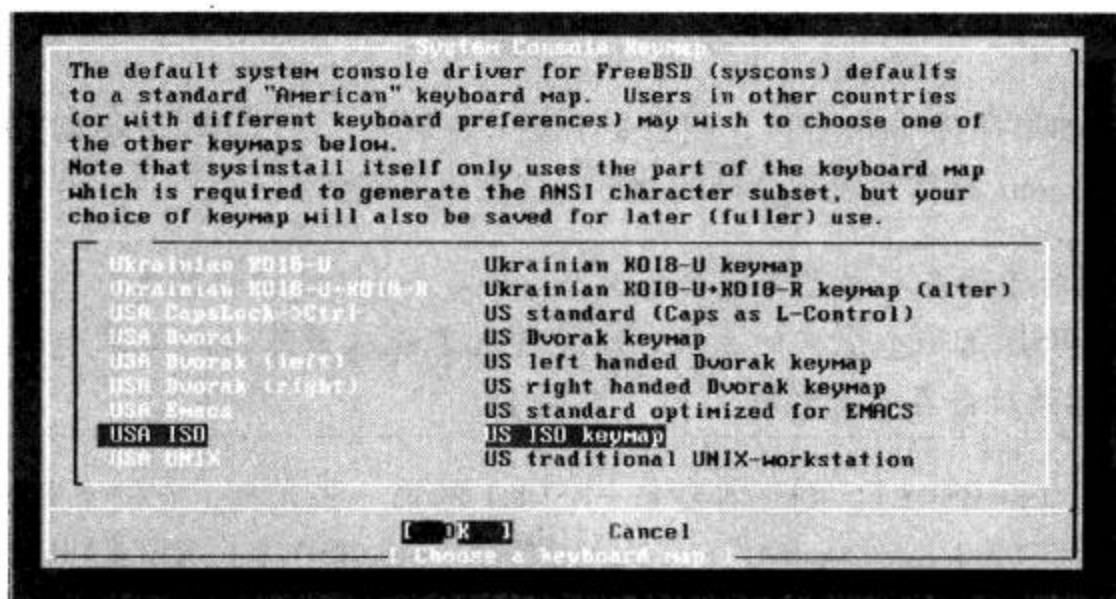 System Console Keymap
The default system console driver for FreeBSD (syscons) defaults
to a standard "American" keyboard map.  Users in other countries
(or with different keyboard preferences) may wish to choose one of
the other keymaps below.
Note that sysinstall itself only uses the part of the keyboard map
which is required to generate the ANSI character subset, but your
choice of keymap will also be saved for later (fuller) use.
Ukrainian KOI8-U Ukrainian KOI8-U keymap
Ukrainian KOI8-U+KOI8-R Ukrainian KOI8-U+KOI8-R keymap (alter)
USA CapsLock->Ctrl US standard (Caps as L-Control)
USA Dvorak US Dvorak keymap
USA Dvorak (left) US left handed Dvorak keymap
USA Dvorak (right) US right handed Dvorak keymap
USA Emacs US standard optimized for EMACS
USA ISO US ISO keymap
USA UNIX US traditional UNIX-workstation
[ OK ] Cancel
[ Choose a keyboard map ]